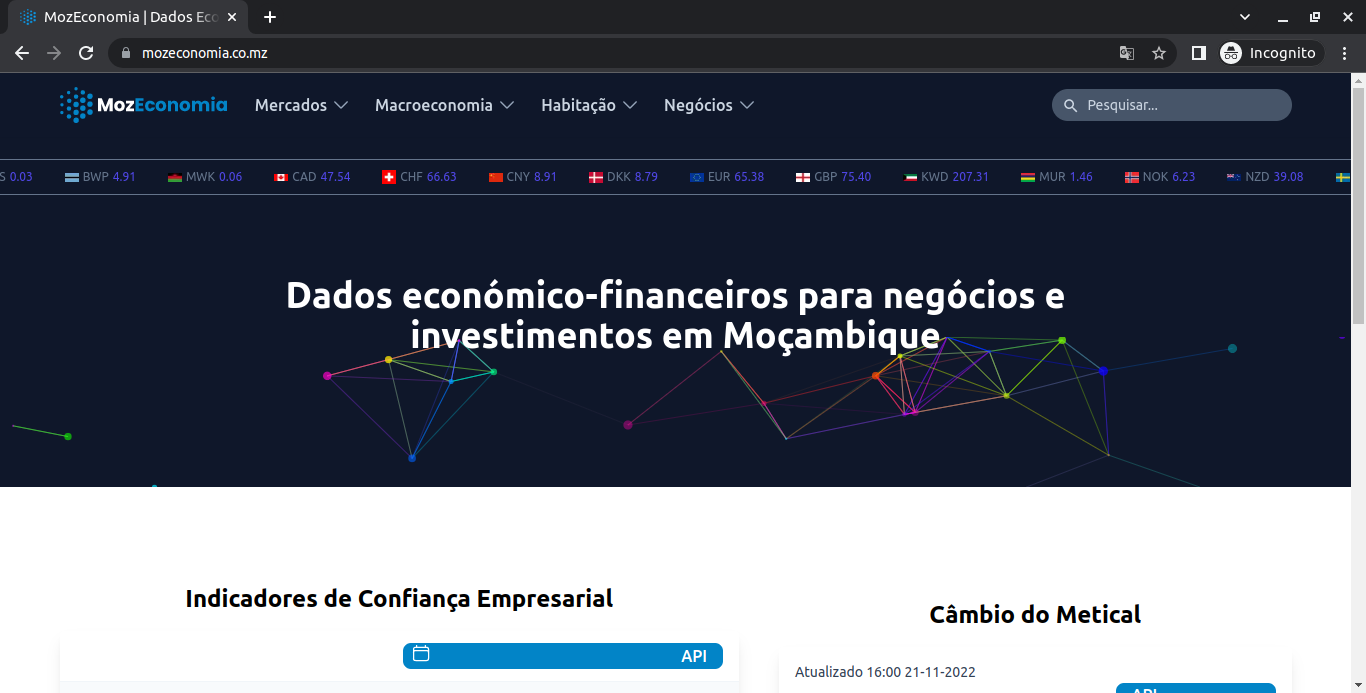 MozEconomia | Dados Eco
mozeconomia.co.mz
Incognito
MozEconomia
Mercados
Macroeconomia
Habitação
Negócios
Pesquisar...
S 0.03 BWP 4.91 MWK 0.06 CAD 47.54 CHF 66.63 CNY 8.91 DKK 8.79 EUR 65.38 GBP 75.40 KWD 207.31 MUR 1.46 NOK 6.23 NZD 39.08
Dados económico-financeiros para negócios e
investimentos em Moçambique
Indicadores de Confiança Empresarial
Câmbio do Metical
API
Atualizado 16:00 21-11-2022
API